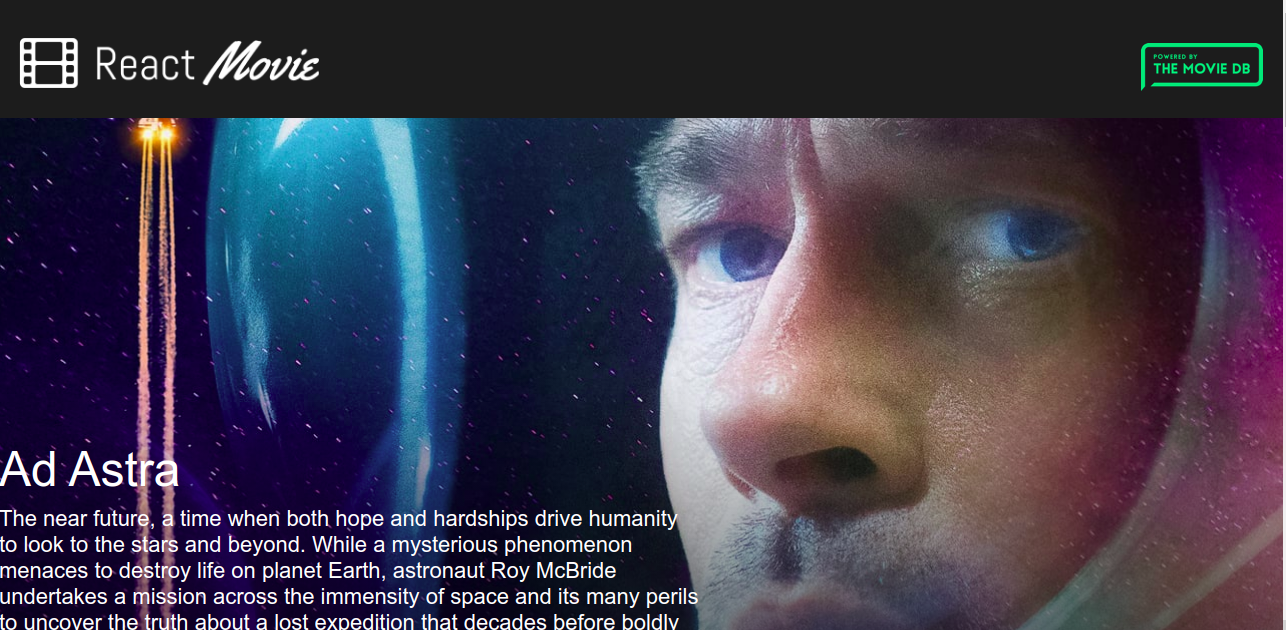 React Movie
POWERED BY
THE MOVIE DB
Ad Astra
The near future, a time when both hope and hardships drive humanity
to look to the stars and beyond. While a mysterious phenomenon
menaces to destroy life on planet Earth, astronaut Roy McBride
undertakes a mission across the immensity of space and its many perils
to uncover the truth about a lost expedition that decades before boldly